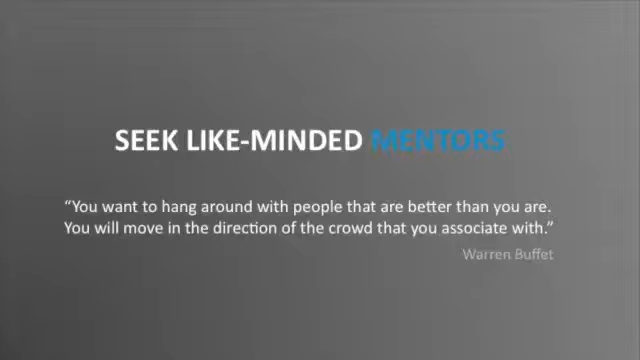 SEEK LIKE-MINDED MENTORS
“You want to hang around with people that are better than you are.
You will move in the direction of the crowd that you associate with.”
Warren Buffet